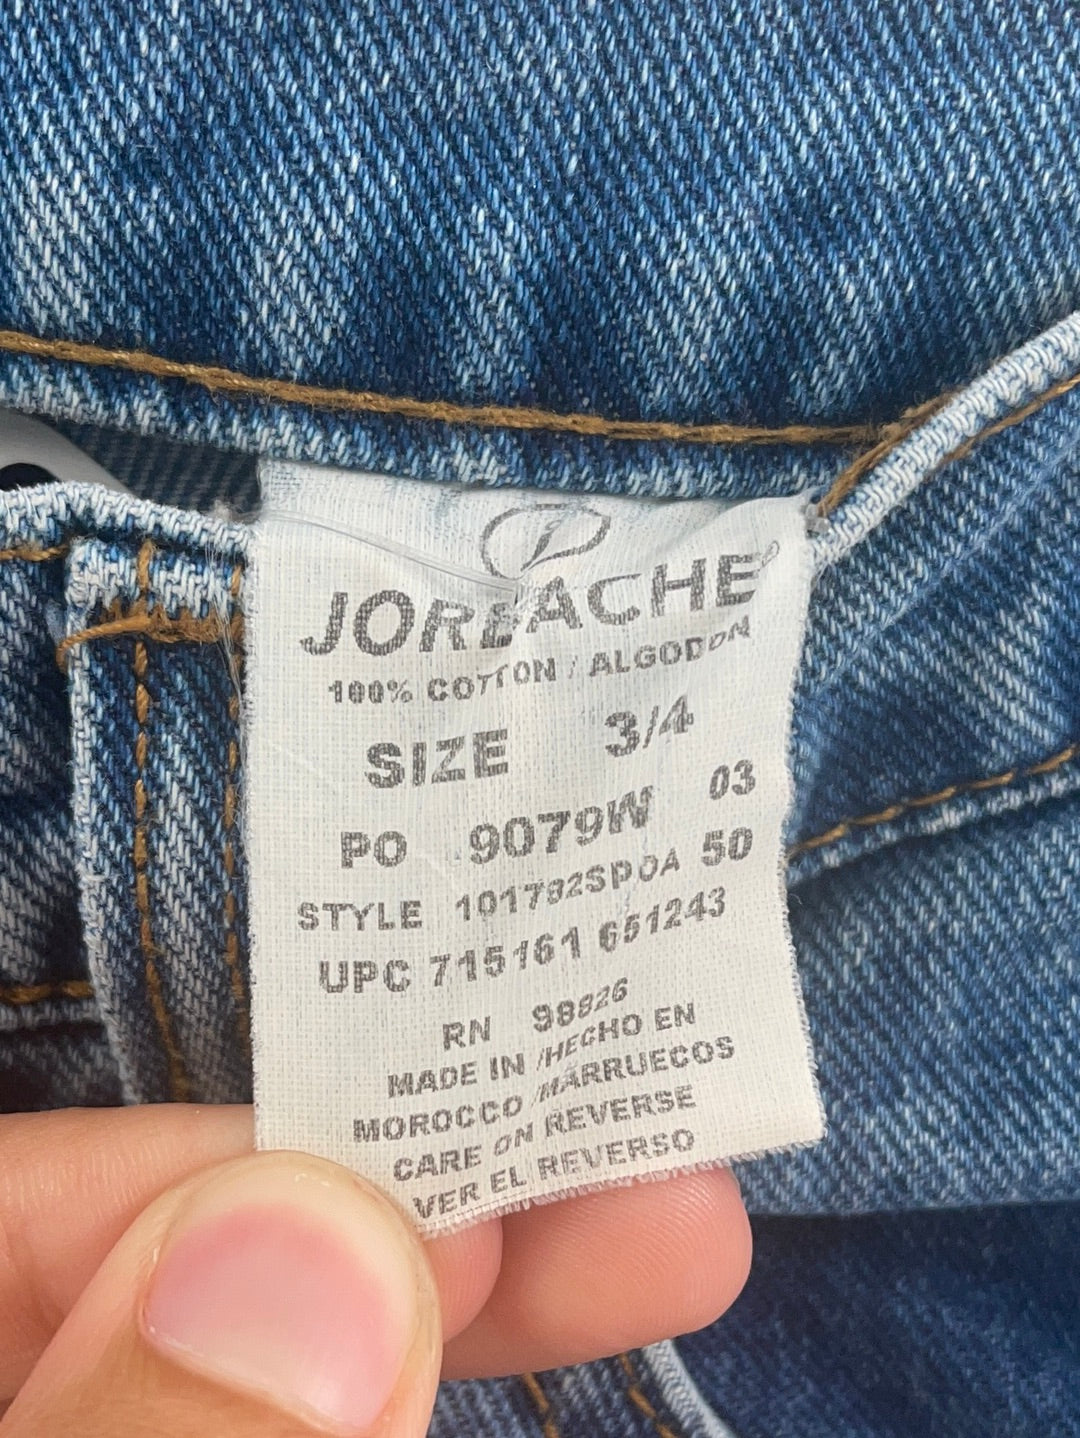 JORDACHE
100% COTTON / ALGODON
SIZE 3/4
PO 9079W 03
STYLE 101782SPOA 50
UPC 715161 651243
RN 98826
MADE IN /HECHO EN
MOROCCO /MARRUECOS
CARE ON REVERSE
VER EL REVERSO